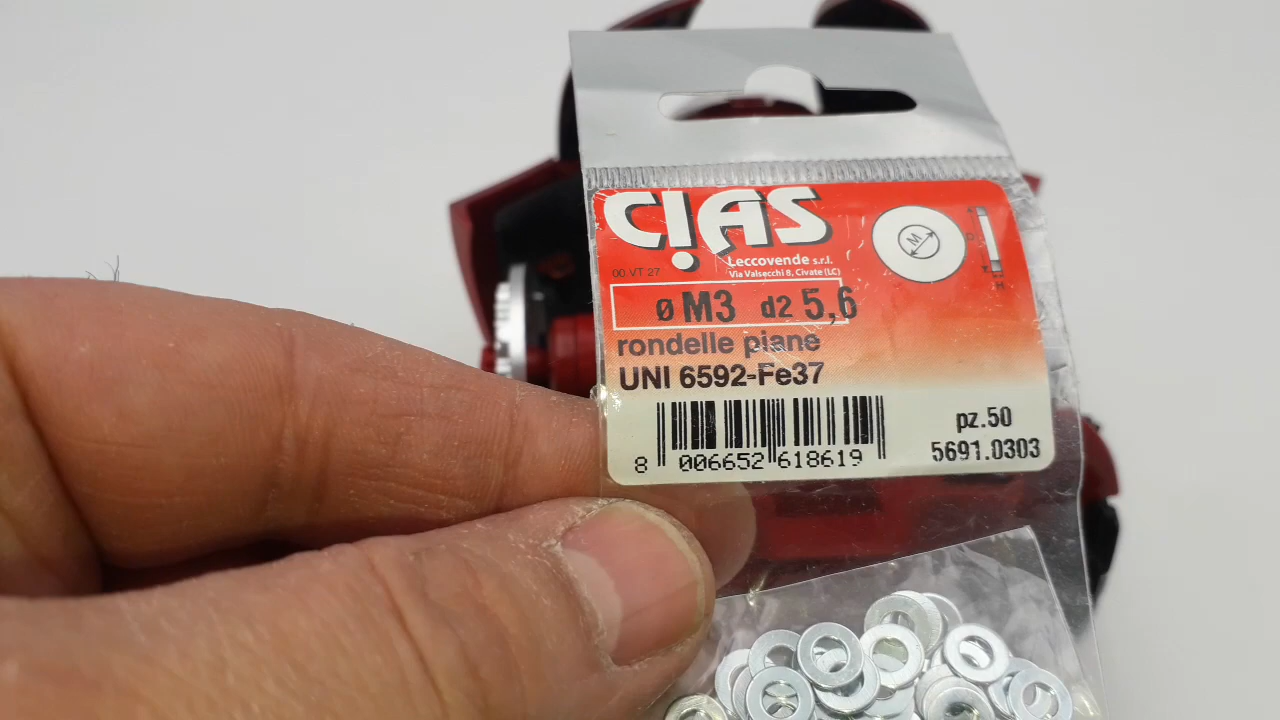 CIAS
Leccovende s.r.l.
Via Valsecchi 8, Civate (LC)
00 VT 27
M
ø M3 d2 5,6
rondelle piane
UNI 6592-Fe37
pz.50
8 006652 618619
5691.0303